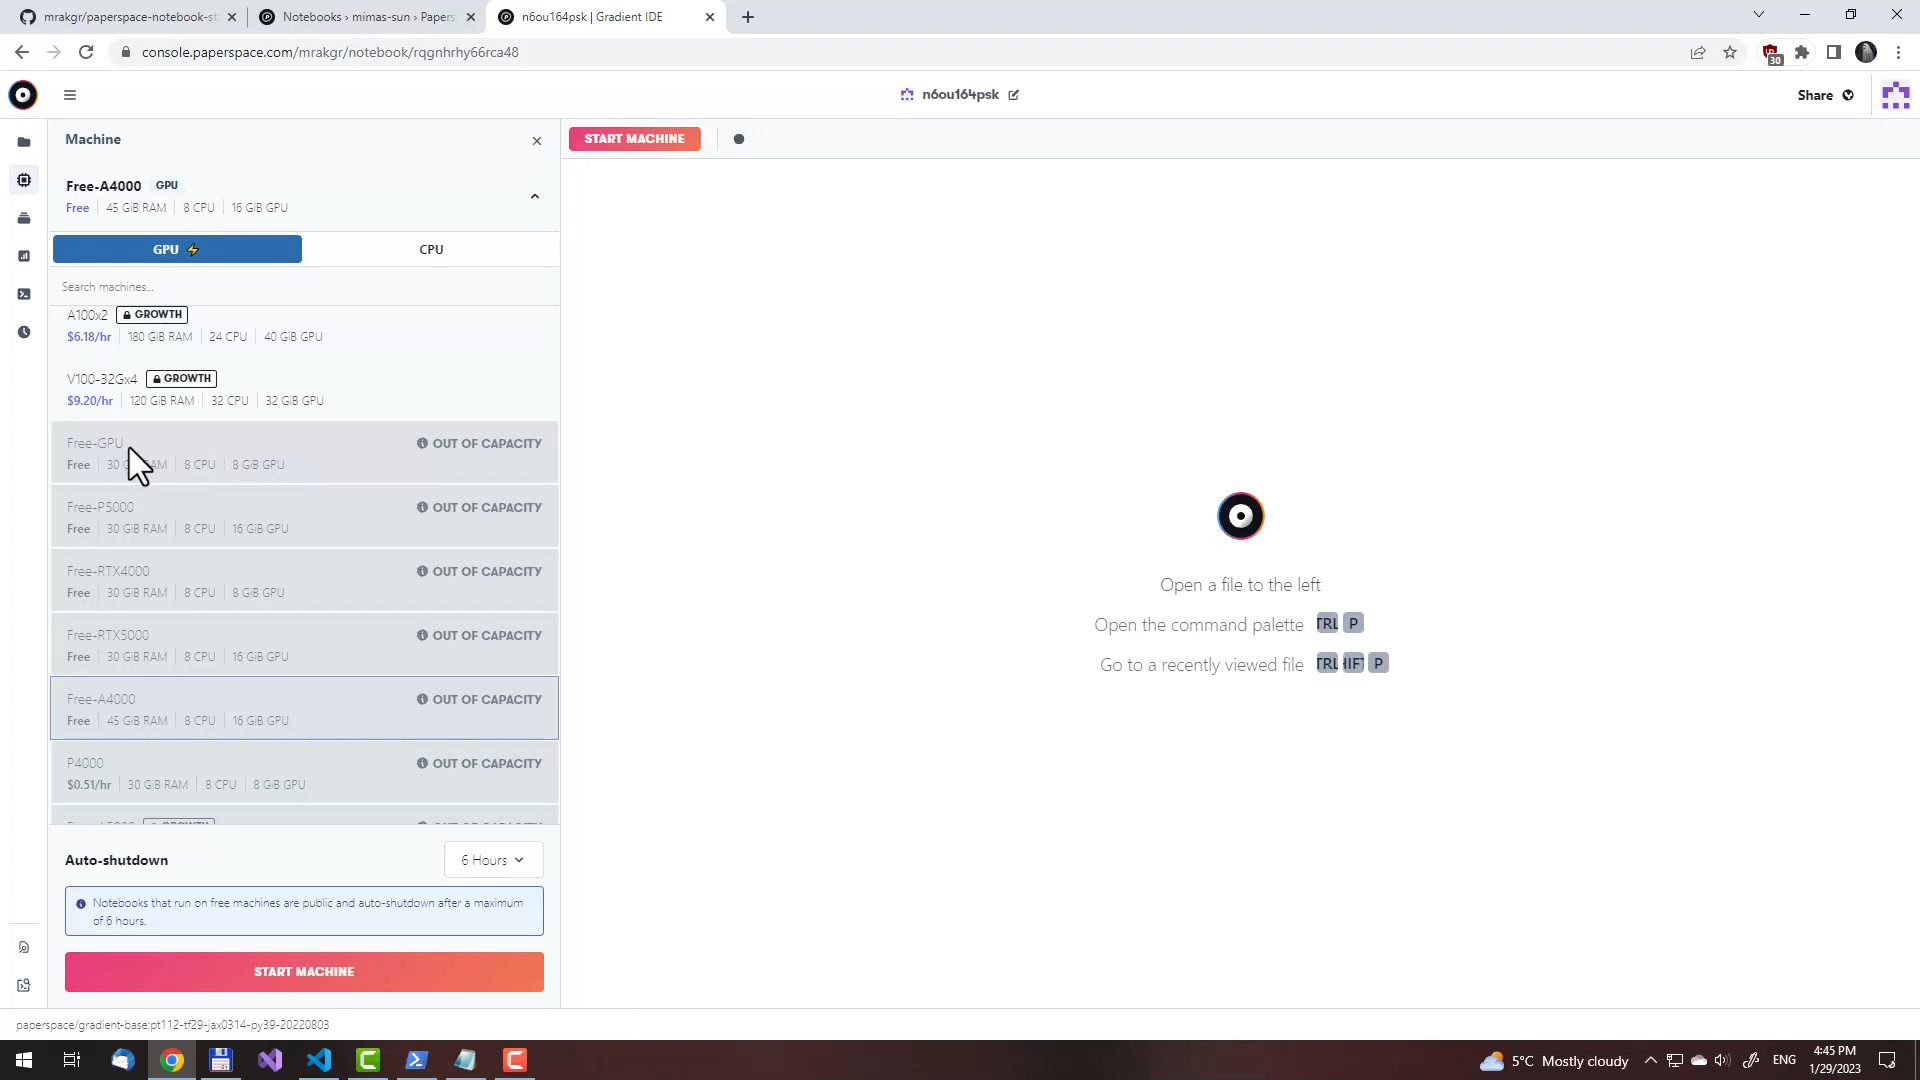 mrakgr/paperspace-notebook-st
Notebooks › mimas-sun › Papers
n6ou164psk | Gradient IDE
console.paperspace.com/mrakgr/notebook/rqgnhrhy66rca48
30
n6ou164psk
Share
Machine
START MACHINE
Free-A4000 GPU
Free 45 GiB RAM 8 CPU 16 GiB GPU
GPU
CPU
Search machines...
A100x2 GROWTH
$6.18/hr 180 GiB RAM 24 CPU 40 GiB GPU
V100-32Gx4 GROWTH
$9.20/hr 120 GiB RAM 32 CPU 32 GiB GPU
Free-GPU OUT OF CAPACITY
Free 30 8 CPU 8 GiB GPU
Free-P5000 OUT OF CAPACITY
Free 30 GiB RAM 8 CPU 16 GiB GPU
Free-RTX4000 OUT OF CAPACITY
Free 30 GiB RAM 8 CPU 8 GiB GPU
Free-RTX5000 OUT OF CAPACITY
Free 30 GiB RAM 8 CPU 16 GiB GPU
Free-A4000 OUT OF CAPACITY
Free 45 GiB RAM 8 CPU 16 GiB GPU
P4000 OUT OF CAPACITY
$0.51/hr 30 GiB RAM 8 CPU 8 GiB GPU
Auto-shutdown
6 Hours
Notebooks that run on free machines are public and auto-shutdown after a maximum
of 6 hours.
START MACHINE
Open a file to the left
Open the command palette TRL P
Go to a recently viewed file TRL HIFT P
paperspace/gradient-base:pt112-tf29-jax0314-py39-20220803
5°C Mostly cloudy
ENG
4:45 PM
1/29/2023